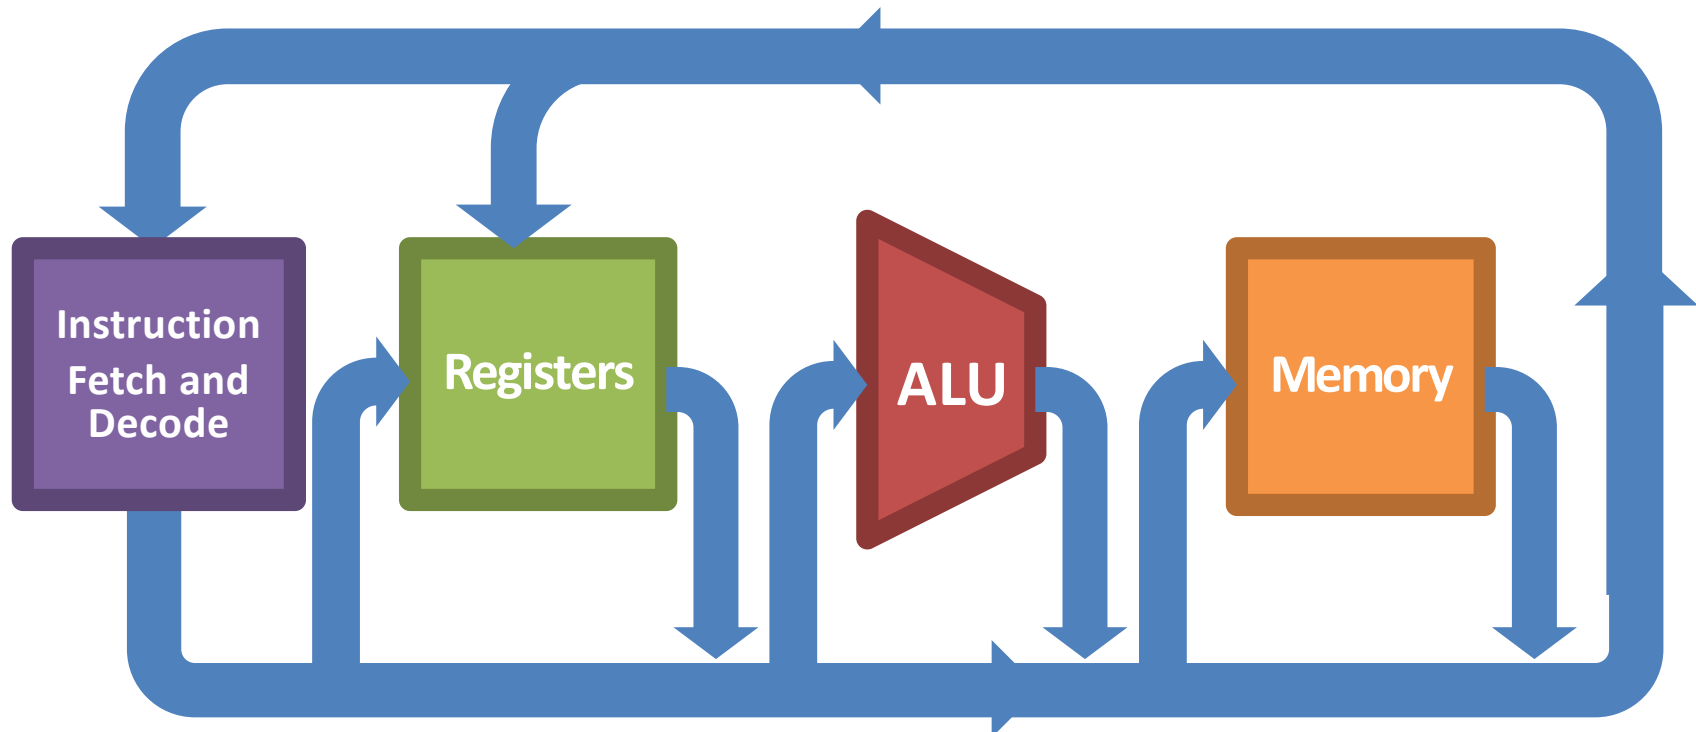 Instruction
Fetch and
Decode
Registers
ALU
Memory